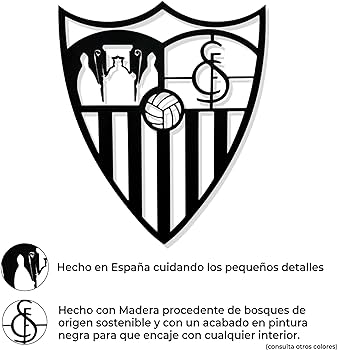 Hecho en España cuidando los pequeños detalles
Hecho con Madera procedente de bosques de
origen sostenible y con un acabado en pintura
negra para que encaje con cualquier interior.
(consulta otros colores)